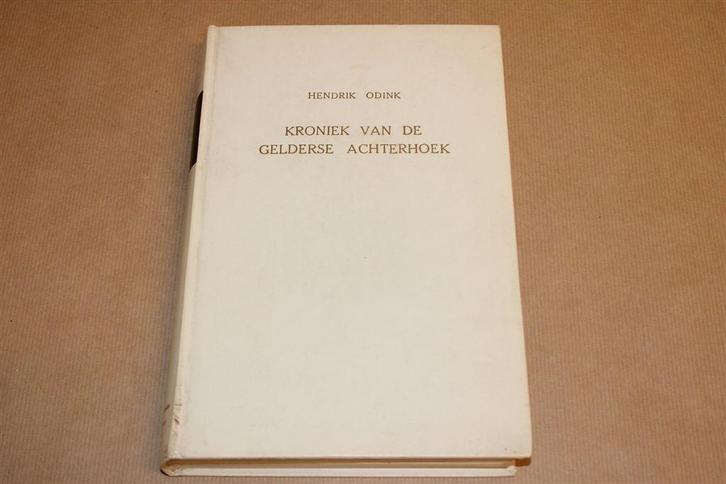 HENDRIK ODINK
KRONIEK VAN DE
GELDERSE ACHTERHOEK